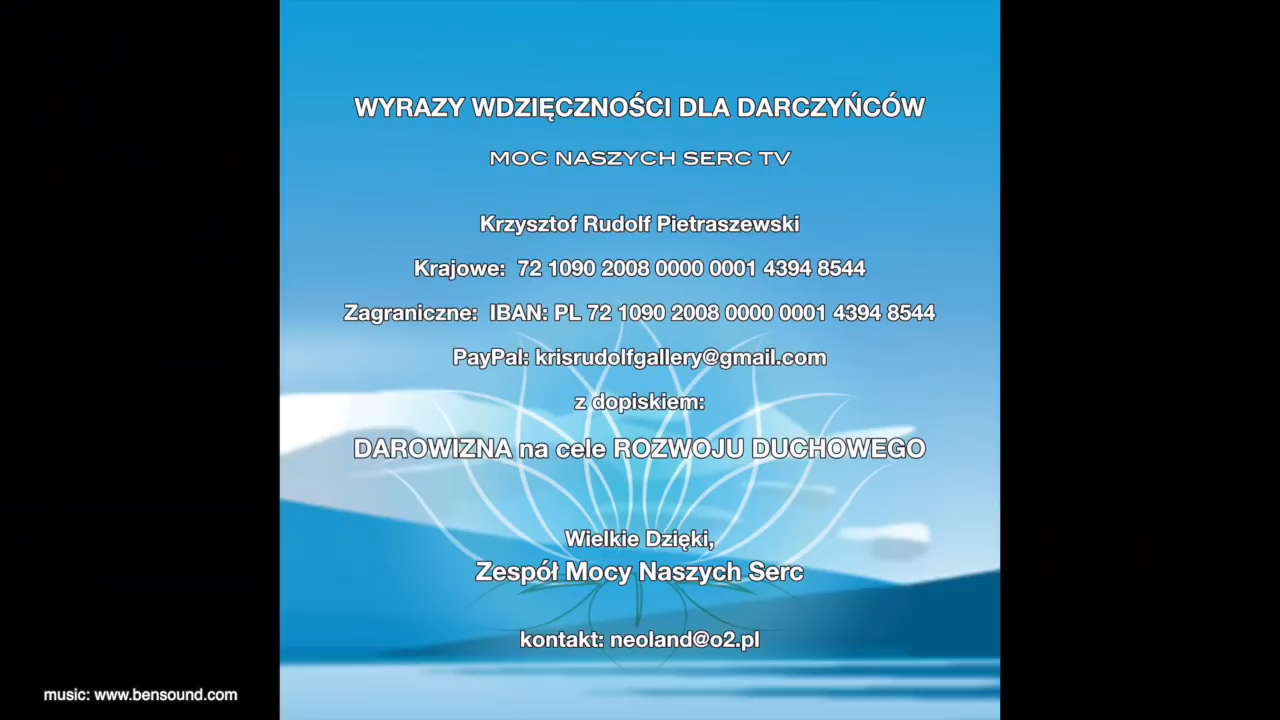 WYRAZY WDZIĘCZNOŚCI DLA DARCZYŃCÓW
MOC NASZYCH SERC TV
Krzysztof Rudolf Pietraszewski
Krajowe: 72 1090 2008 0000 0001 4394 8544
Zagraniczne: IBAN: PL 72 1090 2008 0000 0001 4394 8544
PayPal: krisrudolfgallery@gmail.com
z dopiskiem:
DAROWIZNA na cele ROZWOJU DUCHOWEGO
Wielkie Dzięki,
Zespół Mocy Naszych Serc
kontakt: neoland@o2.pl
music: www.bensound.com